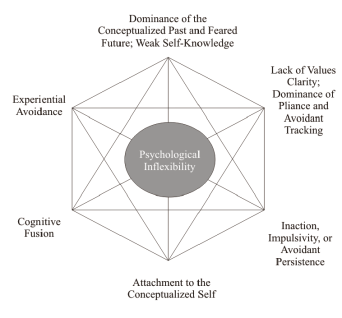 Dominance of the
Conceptualized Past and Feared
Future; Weak Self-Knowledge
Lack of Values
Clarity;
Dominance of
Pliance and
Avoidant
Tracking
Experiential
Avoidance
Psychological
Inflexibility
Cognitive
Fusion
Inaction,
Impulsivity, or
Avoidant
Persistence
Attachment to the
Conceptualized Self